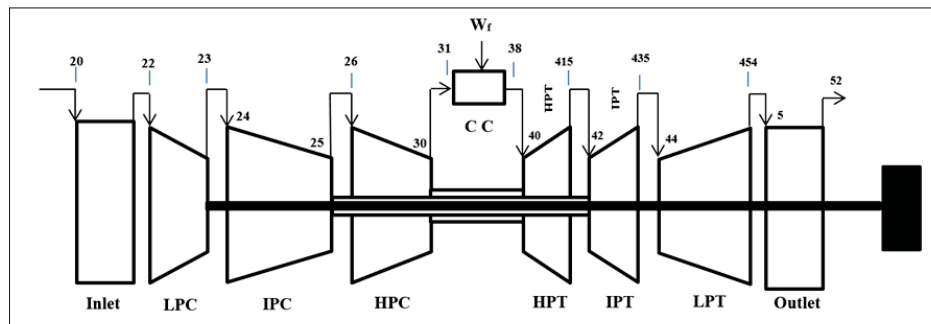 W_f
20
22
23
26
31
38
415
435
454
52
HPT
IPT
C C
24
25
30
40
42
44
5
Inlet
LPC
IPC
HPC
HPT
IPT
LPT
Outlet